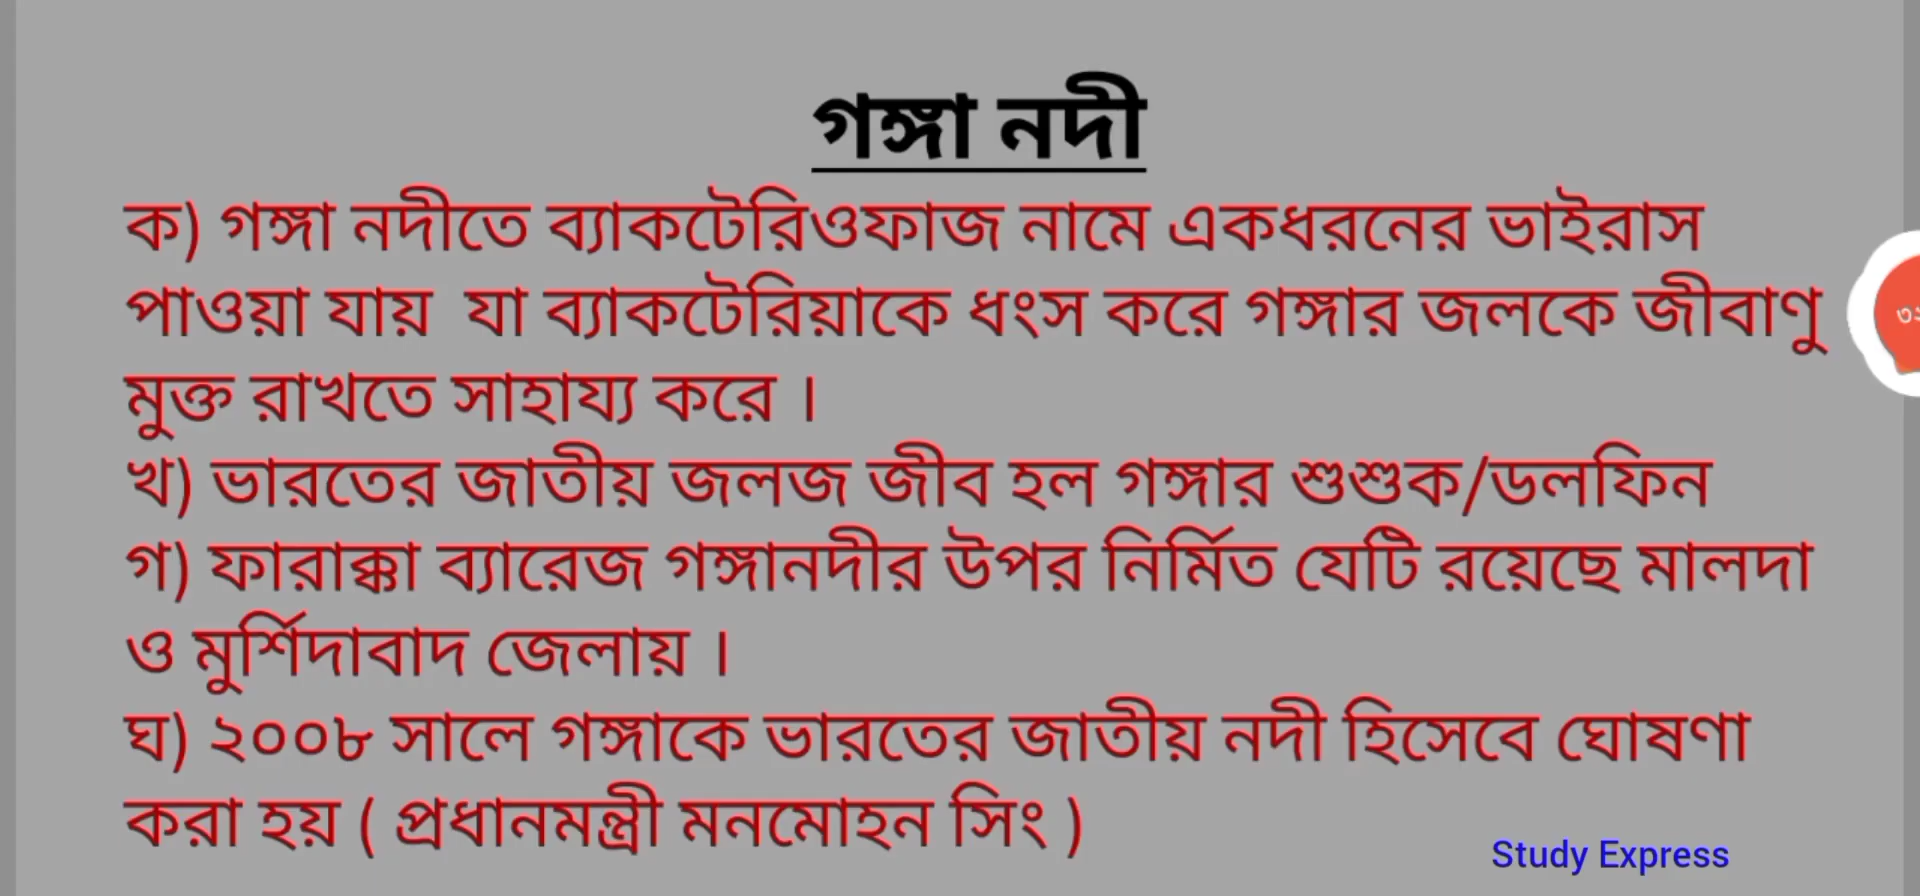 গঙ্গা নদী
ক) গঙ্গা নদীতে ব্যাকটেরিওফাজ নামে একধরনের ভাইরাস
পাওয়া যায় যা ব্যাকটেরিয়াকে ধংস করে গঙ্গার জলকে জীবাণু
মুক্ত রাখতে সাহায্য করে ।
খ) ভারতের জাতীয় জলজ জীব হল গঙ্গার শুশুক/ডলফিন
গ) ফারাক্কা ব্যারেজ গঙ্গানদীর উপর নির্মিত যেটি রয়েছে মালদা
ও মুর্শিদাবাদ জেলায় ।
ঘ) ২০০৮ সালে গঙ্গাকে ভারতের জাতীয় নদী হিসেবে ঘোষণা
করা হয় ( প্রধানমন্ত্রী মনমোহন সিং )
Study Express